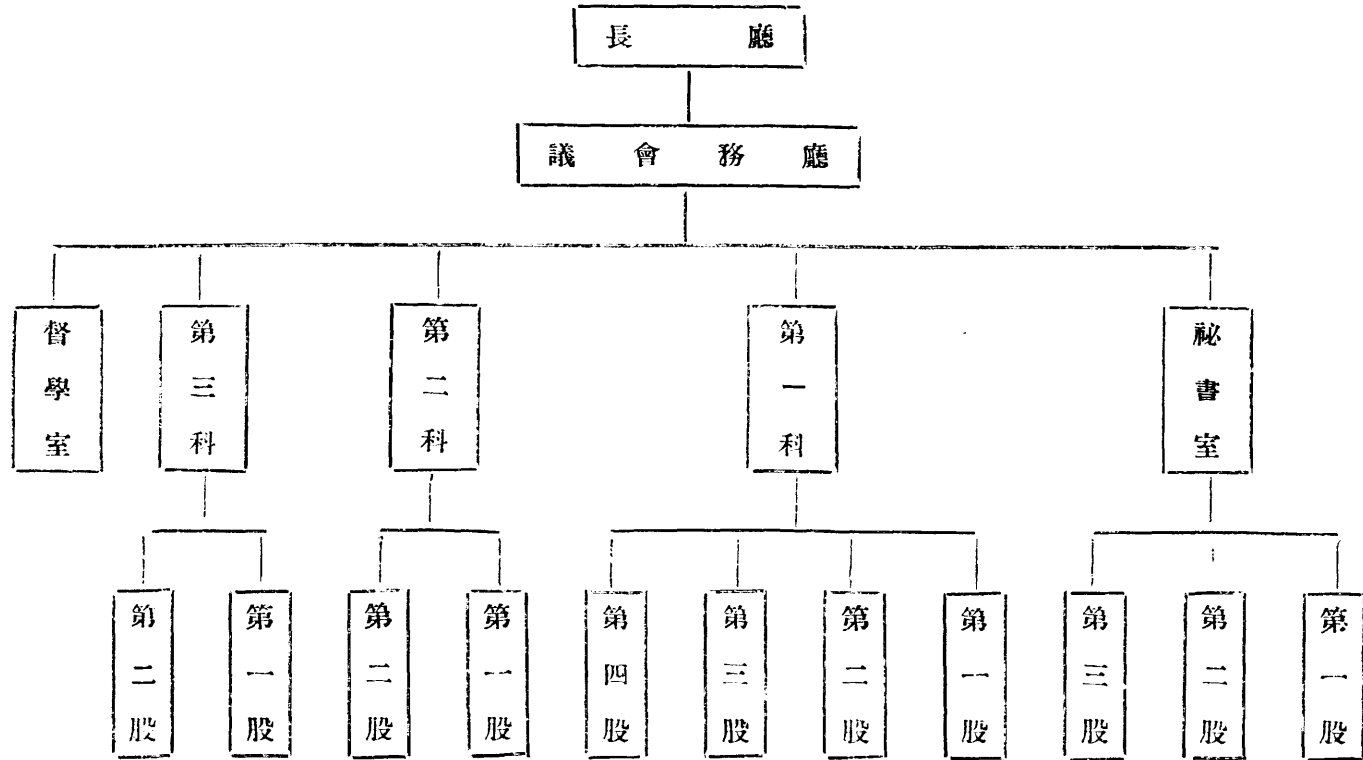 廳長
廳務會議
祕書室
第一科
第二科
第三科
督學室
第一股
第二股
第三股
第一股
第二股
第三股
第四股
第一股
第二股
第一股
第二股